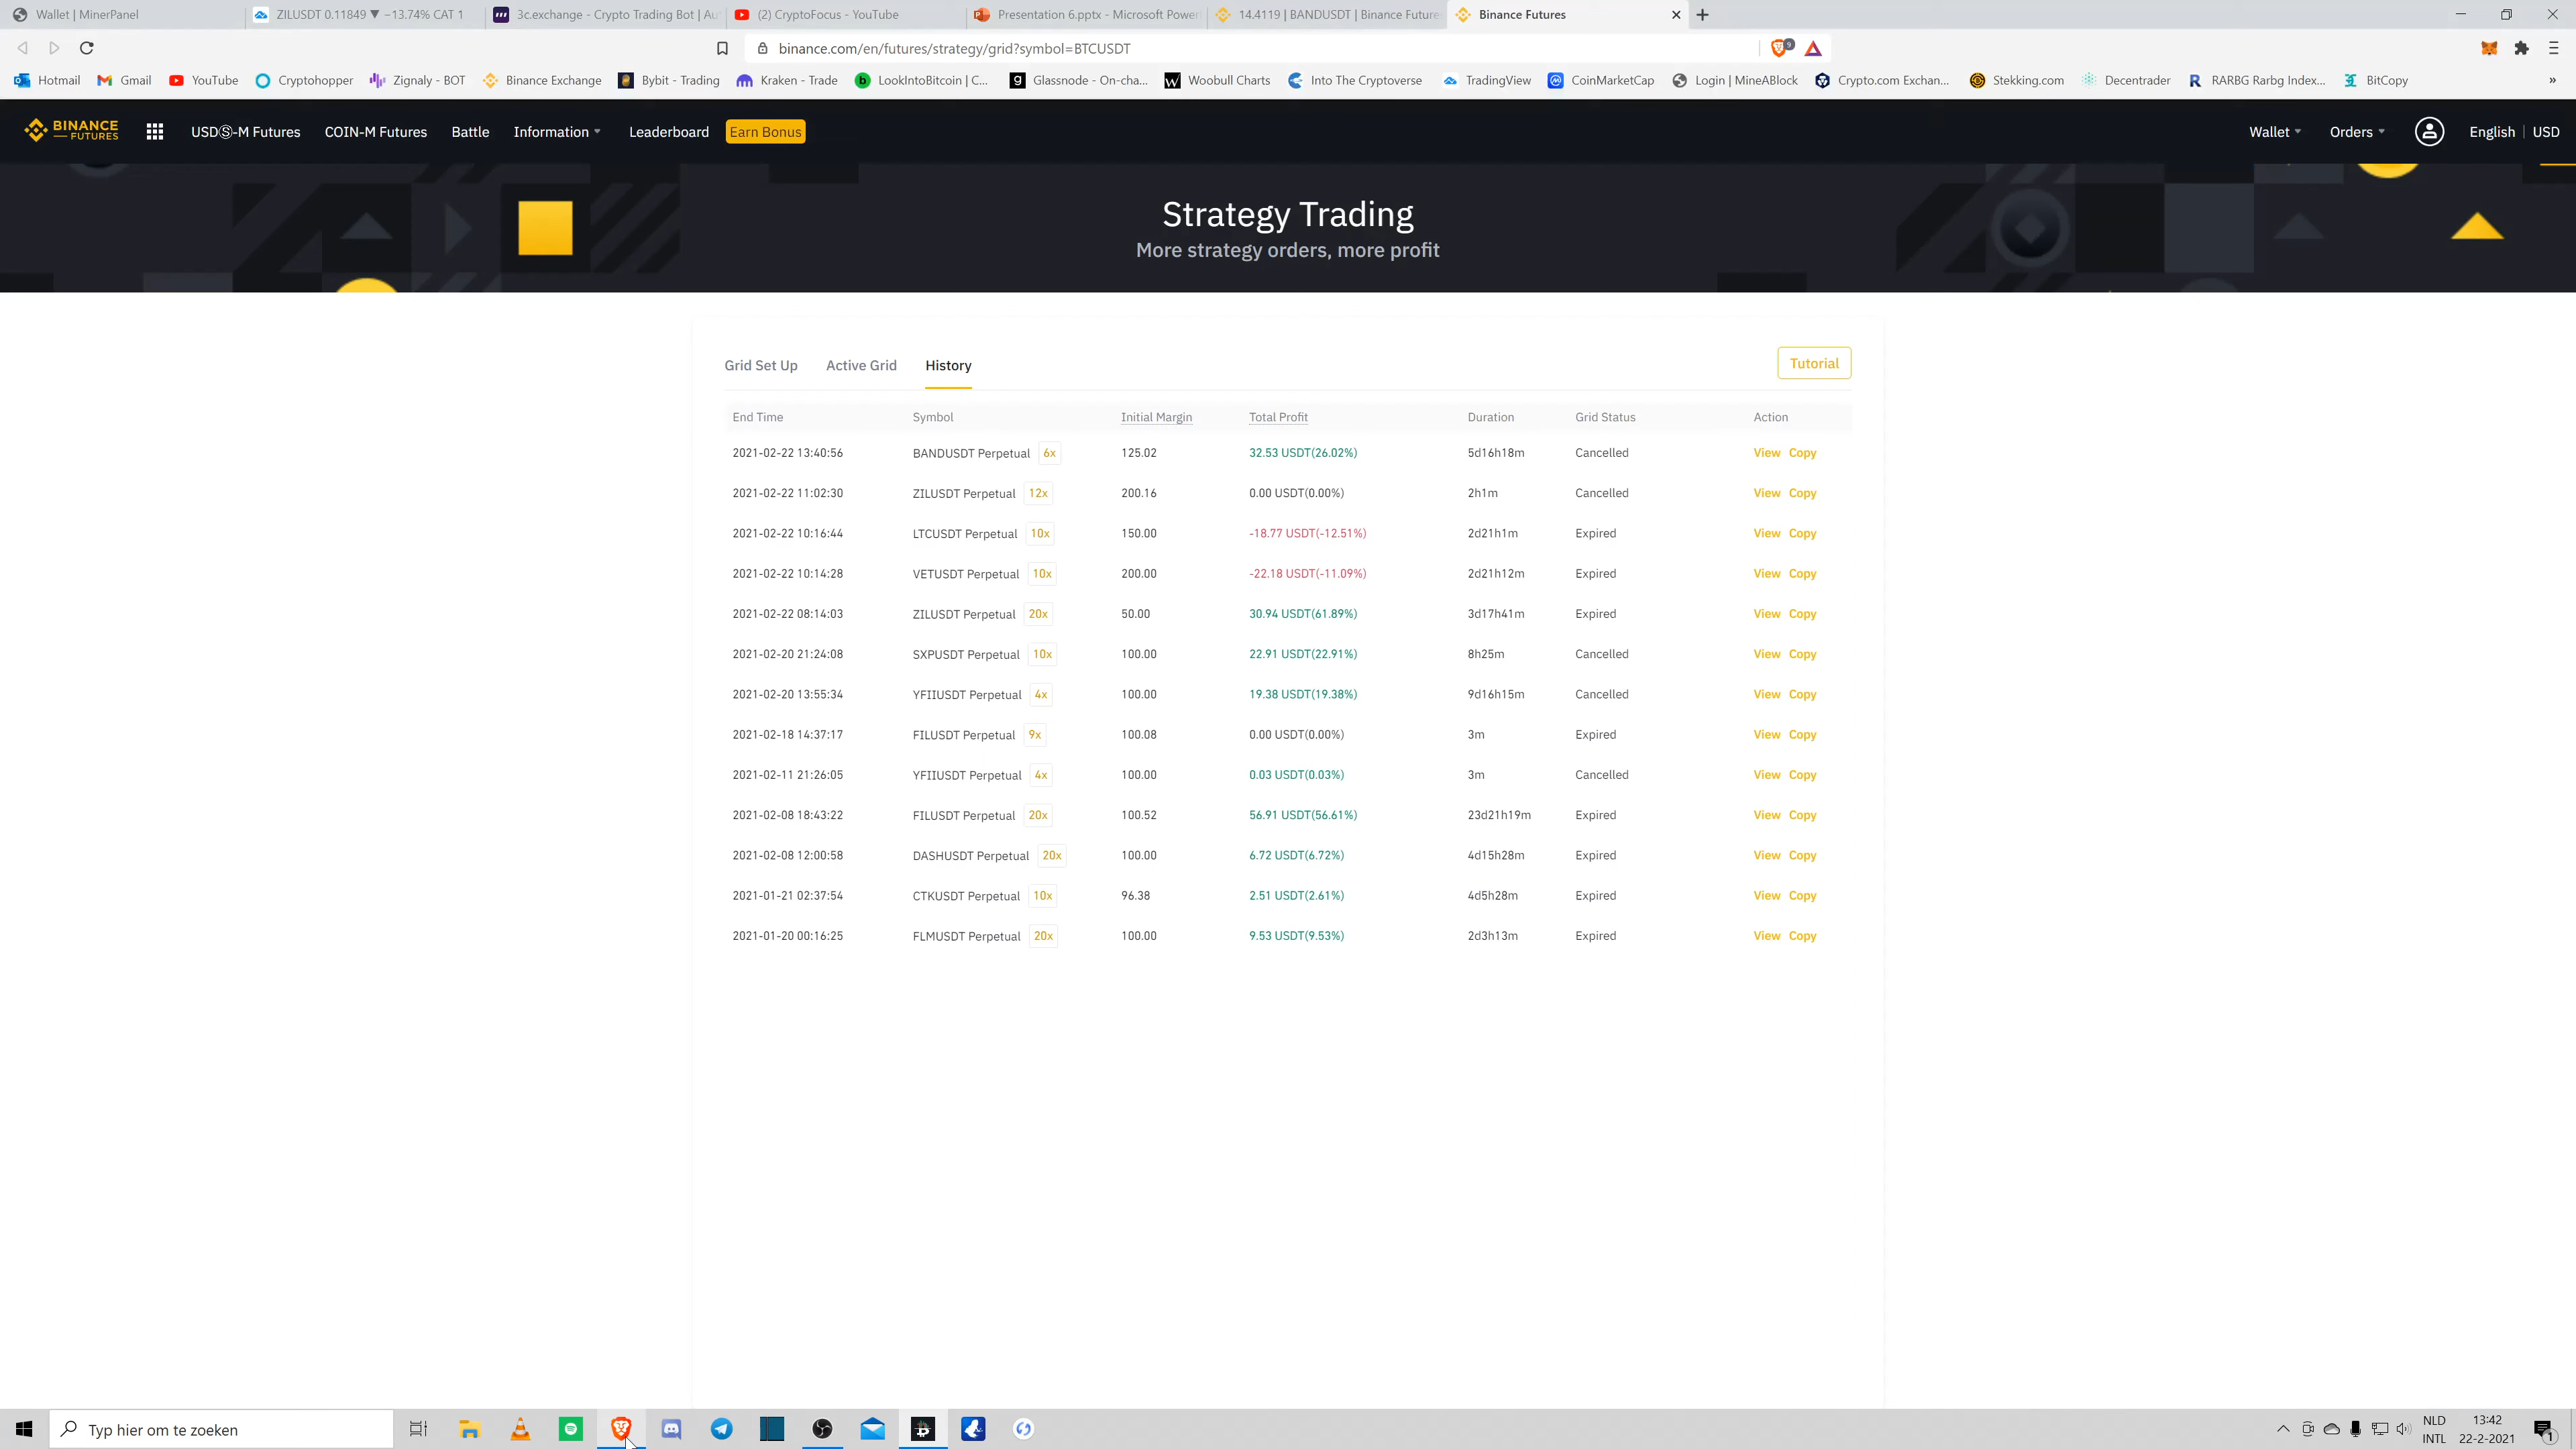 Wallet | MinerPanel
ZILUSDT 0.11849 ▼ −13.74% CAT 1
3c.exchange - Crypto Trading Bot | Au
(2) CryptoFocus - YouTube
Presentation 6.pptx - Microsoft Power
14.4119 | BANDUSDT | Binance Future
Binance Futures
binance.com/en/futures/strategy/grid?symbol=BTCUSDT
9
Hotmail
Gmail
YouTube
Cryptohopper
Zignaly - BOT
Binance Exchange
Bybit - Trading
Kraken - Trade
LookIntoBitcoin | C...
Glassnode - On-cha...
Woobull Charts
Into The Cryptoverse
TradingView
CoinMarketCap
Login | MineABlock
Crypto.com Exchan...
Stekking.com
Decentrader
RARBG Rarbg Index...
BitCopy
»
BINANCE
FUTURES
USDⓈ-M Futures
COIN-M Futures
Battle
Information
Leaderboard
Earn Bonus
Wallet
Orders
English | USD
Strategy Trading
More strategy orders, more profit
Grid Set Up
Active Grid
History
Tutorial
End Time Symbol Initial Margin Total Profit Duration Grid Status Action
2021-02-22 13:40:56 BANDUSDT Perpetual 6x 125.02 32.53 USDT(26.02%) 5d16h18m Cancelled View Copy
2021-02-22 11:02:30 ZILUSDT Perpetual 12x 200.16 0.00 USDT(0.00%) 2h1m Cancelled View Copy
2021-02-22 10:16:44 LTCUSDT Perpetual 10x 150.00 -18.77 USDT(-12.51%) 2d21h1m Expired View Copy
2021-02-22 10:14:28 VETUSDT Perpetual 10x 200.00 -22.18 USDT(-11.09%) 2d21h12m Expired View Copy
2021-02-22 08:14:03 ZILUSDT Perpetual 20x 50.00 30.94 USDT(61.89%) 3d17h41m Expired View Copy
2021-02-20 21:24:08 SXPUSDT Perpetual 10x 100.00 22.91 USDT(22.91%) 8h25m Cancelled View Copy
2021-02-20 13:55:34 YFIIUSDT Perpetual 4x 100.00 19.38 USDT(19.38%) 9d16h15m Cancelled View Copy
2021-02-18 14:37:17 FILUSDT Perpetual 9x 100.08 0.00 USDT(0.00%) 3m Expired View Copy
2021-02-11 21:26:05 YFIIUSDT Perpetual 4x 100.00 0.03 USDT(0.03%) 3m Cancelled View Copy
2021-02-08 18:43:22 FILUSDT Perpetual 20x 100.52 56.91 USDT(56.61%) 23d21h19m Expired View Copy
2021-02-08 12:00:58 DASHUSDT Perpetual 20x 100.00 6.72 USDT(6.72%) 4d15h28m Expired View Copy
2021-01-21 02:37:54 CTKUSDT Perpetual 10x 96.38 2.51 USDT(2.61%) 4d5h28m Expired View Copy
2021-01-20 00:16:25 FLMUSDT Perpetual 20x 100.00 9.53 USDT(9.53%) 2d3h13m Expired View Copy
Typ hier om te zoeken
NLD
INTL
13:42
22-2-2021
1